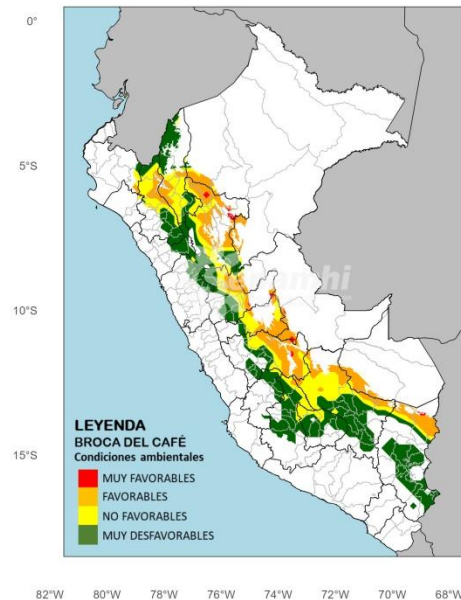 0°
5°S
10°S
15°S
senamhi
LEYENDA
BROCA DEL CAFÉ
Condiciones ambientales
MUY FAVORABLES
FAVORABLES
NO FAVORABLES
MUY DESFAVORABLES
82°W 80°W 78°W 76°W 74°W 72°W 70°W 68°W